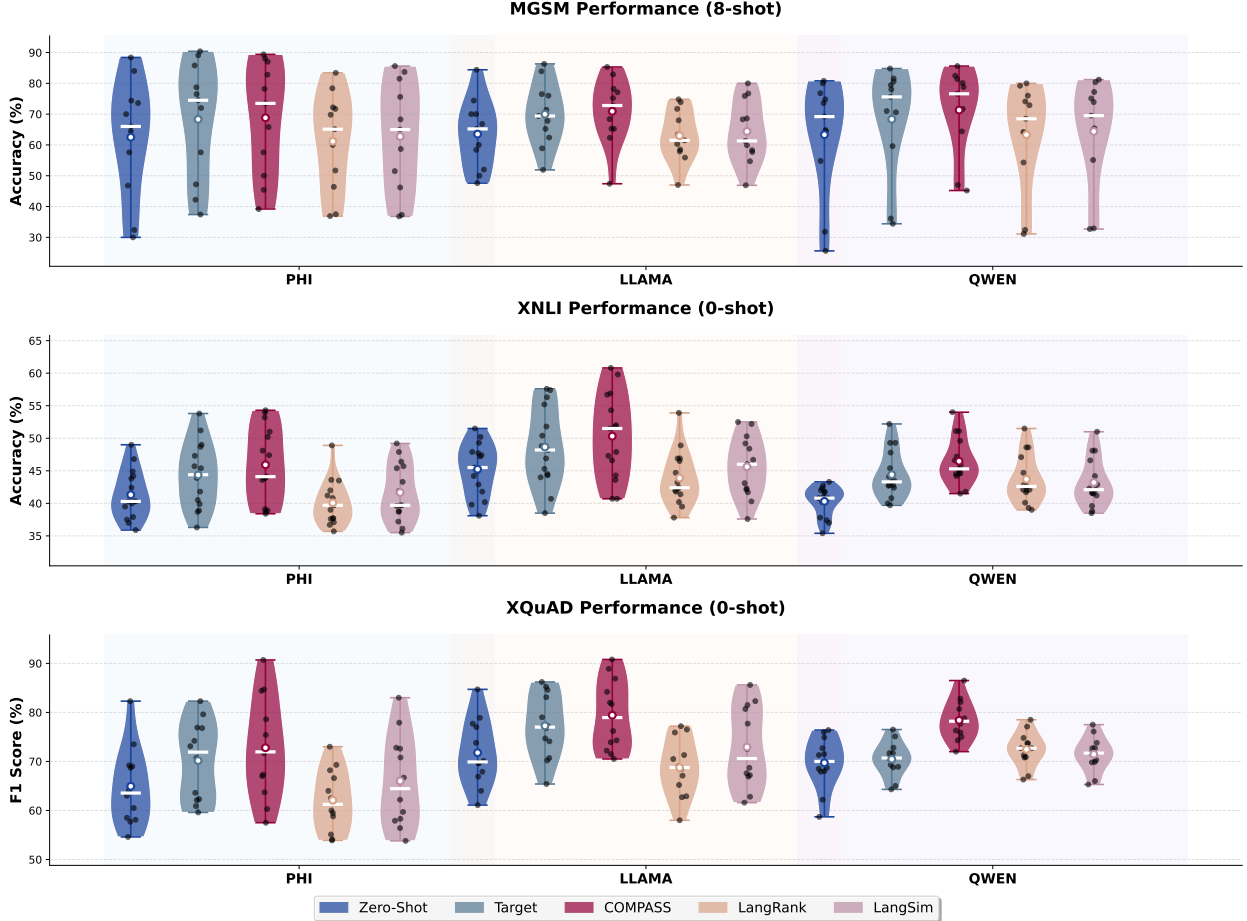 MGSM Performance (8-shot)
Accuracy (%)
90
80
70
60
50
40
30
PHI
LLAMA
QWEN
XNLI Performance (0-shot)
Accuracy (%)
65
60
55
50
45
40
35
PHI
LLAMA
QWEN
XQuAD Performance (0-shot)
F1 Score (%)
90
80
70
60
50
PHI
LLAMA
QWEN
Zero-Shot
Target
COMPASS
LangRank
LangSim